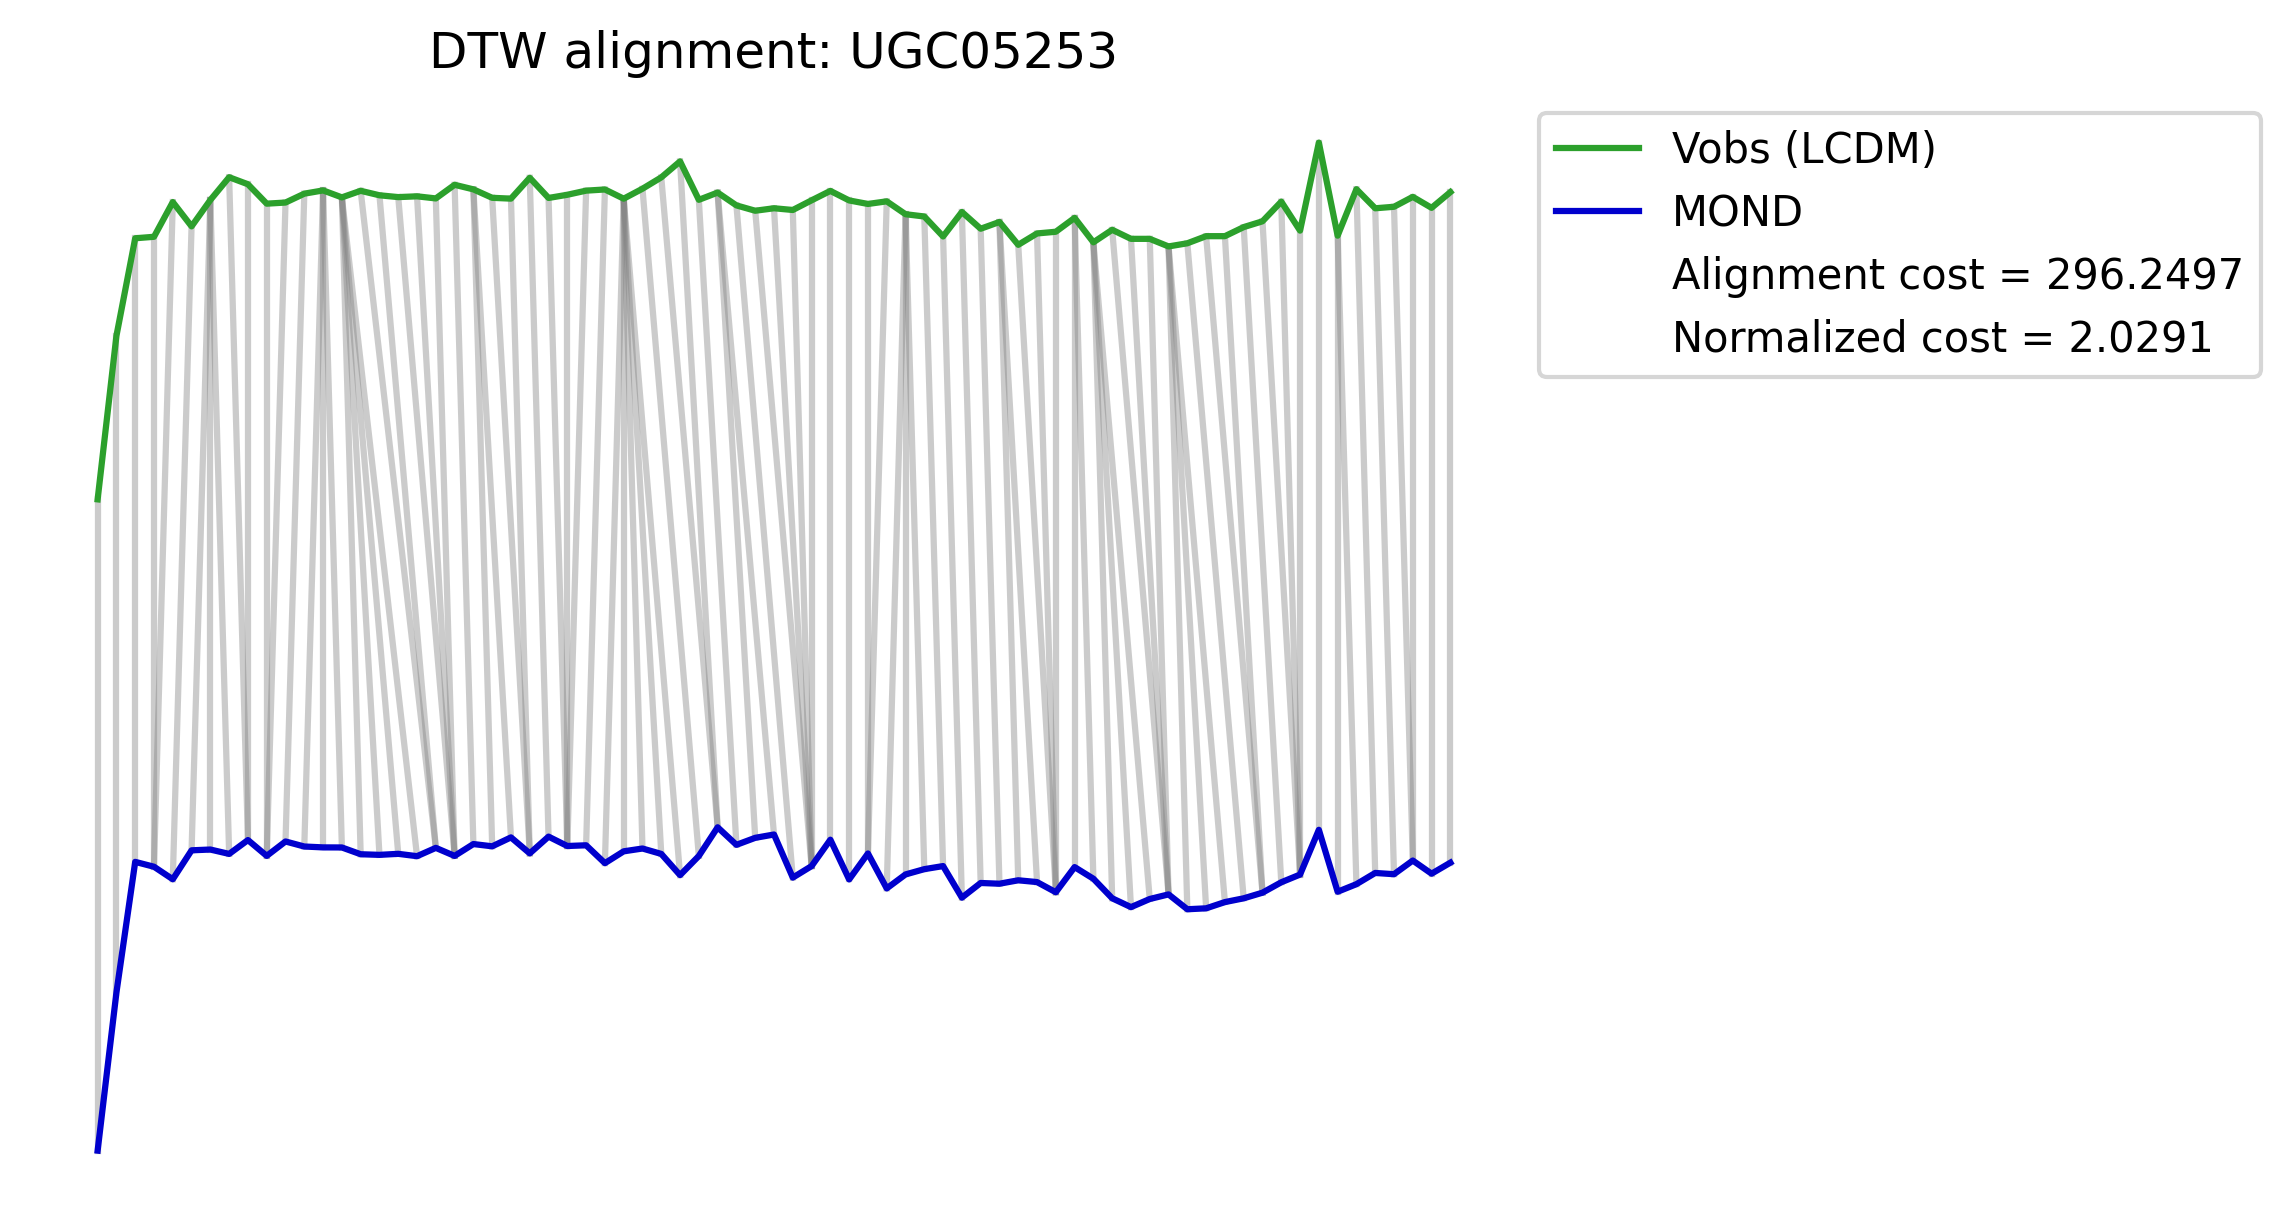 DTW alignment: UGC05253
Vobs (LCDM)
MOND
Alignment cost = 296.2497
Normalized cost = 2.0291